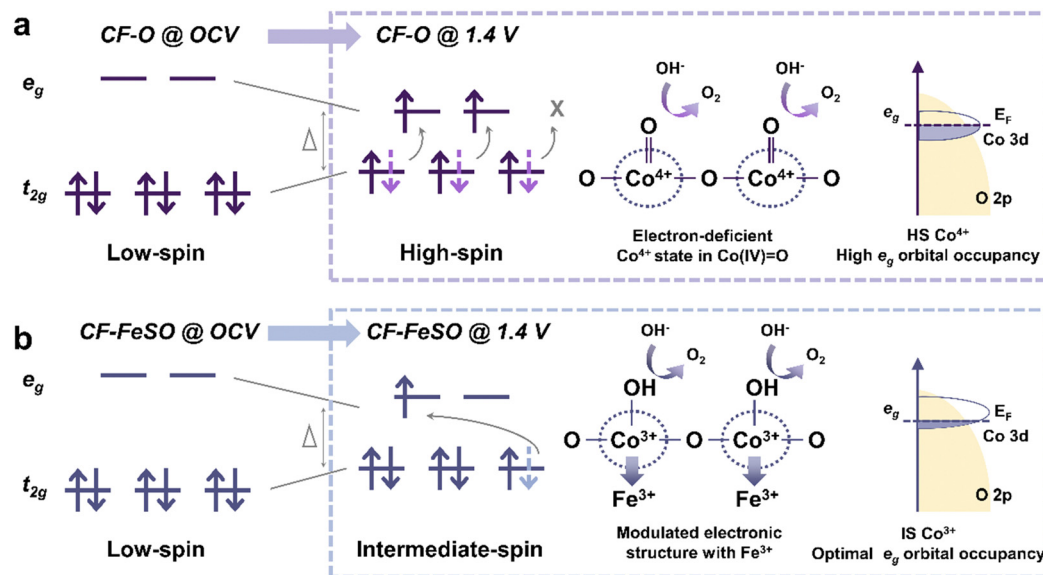 a
CF-O @ OCV
CF-O @ 1.4 V
e_g
Δ
t_2g
Low-spin
X
High-spin
OH⁻
O₂
OH⁻
O₂
O
O
O
Co⁴⁺
O
Co⁴⁺
O
Electron-deficient
Co⁴⁺ state in Co(IV)=O
e_g
E_F
Co 3d
O 2p
HS Co⁴⁺
High e_g orbital occupancy
b
CF-FeSO @ OCV
CF-FeSO @ 1.4 V
e_g
Δ
t_2g
Low-spin
Intermediate-spin
OH⁻
O₂
OH⁻
O₂
OH
OH
O
Co³⁺
O
Co³⁺
O
Fe³⁺
Fe³⁺
Modulated electronic
structure with Fe³⁺
e_g
E_F
Co 3d
O 2p
IS Co³⁺
Optimal e_g orbital occupancy